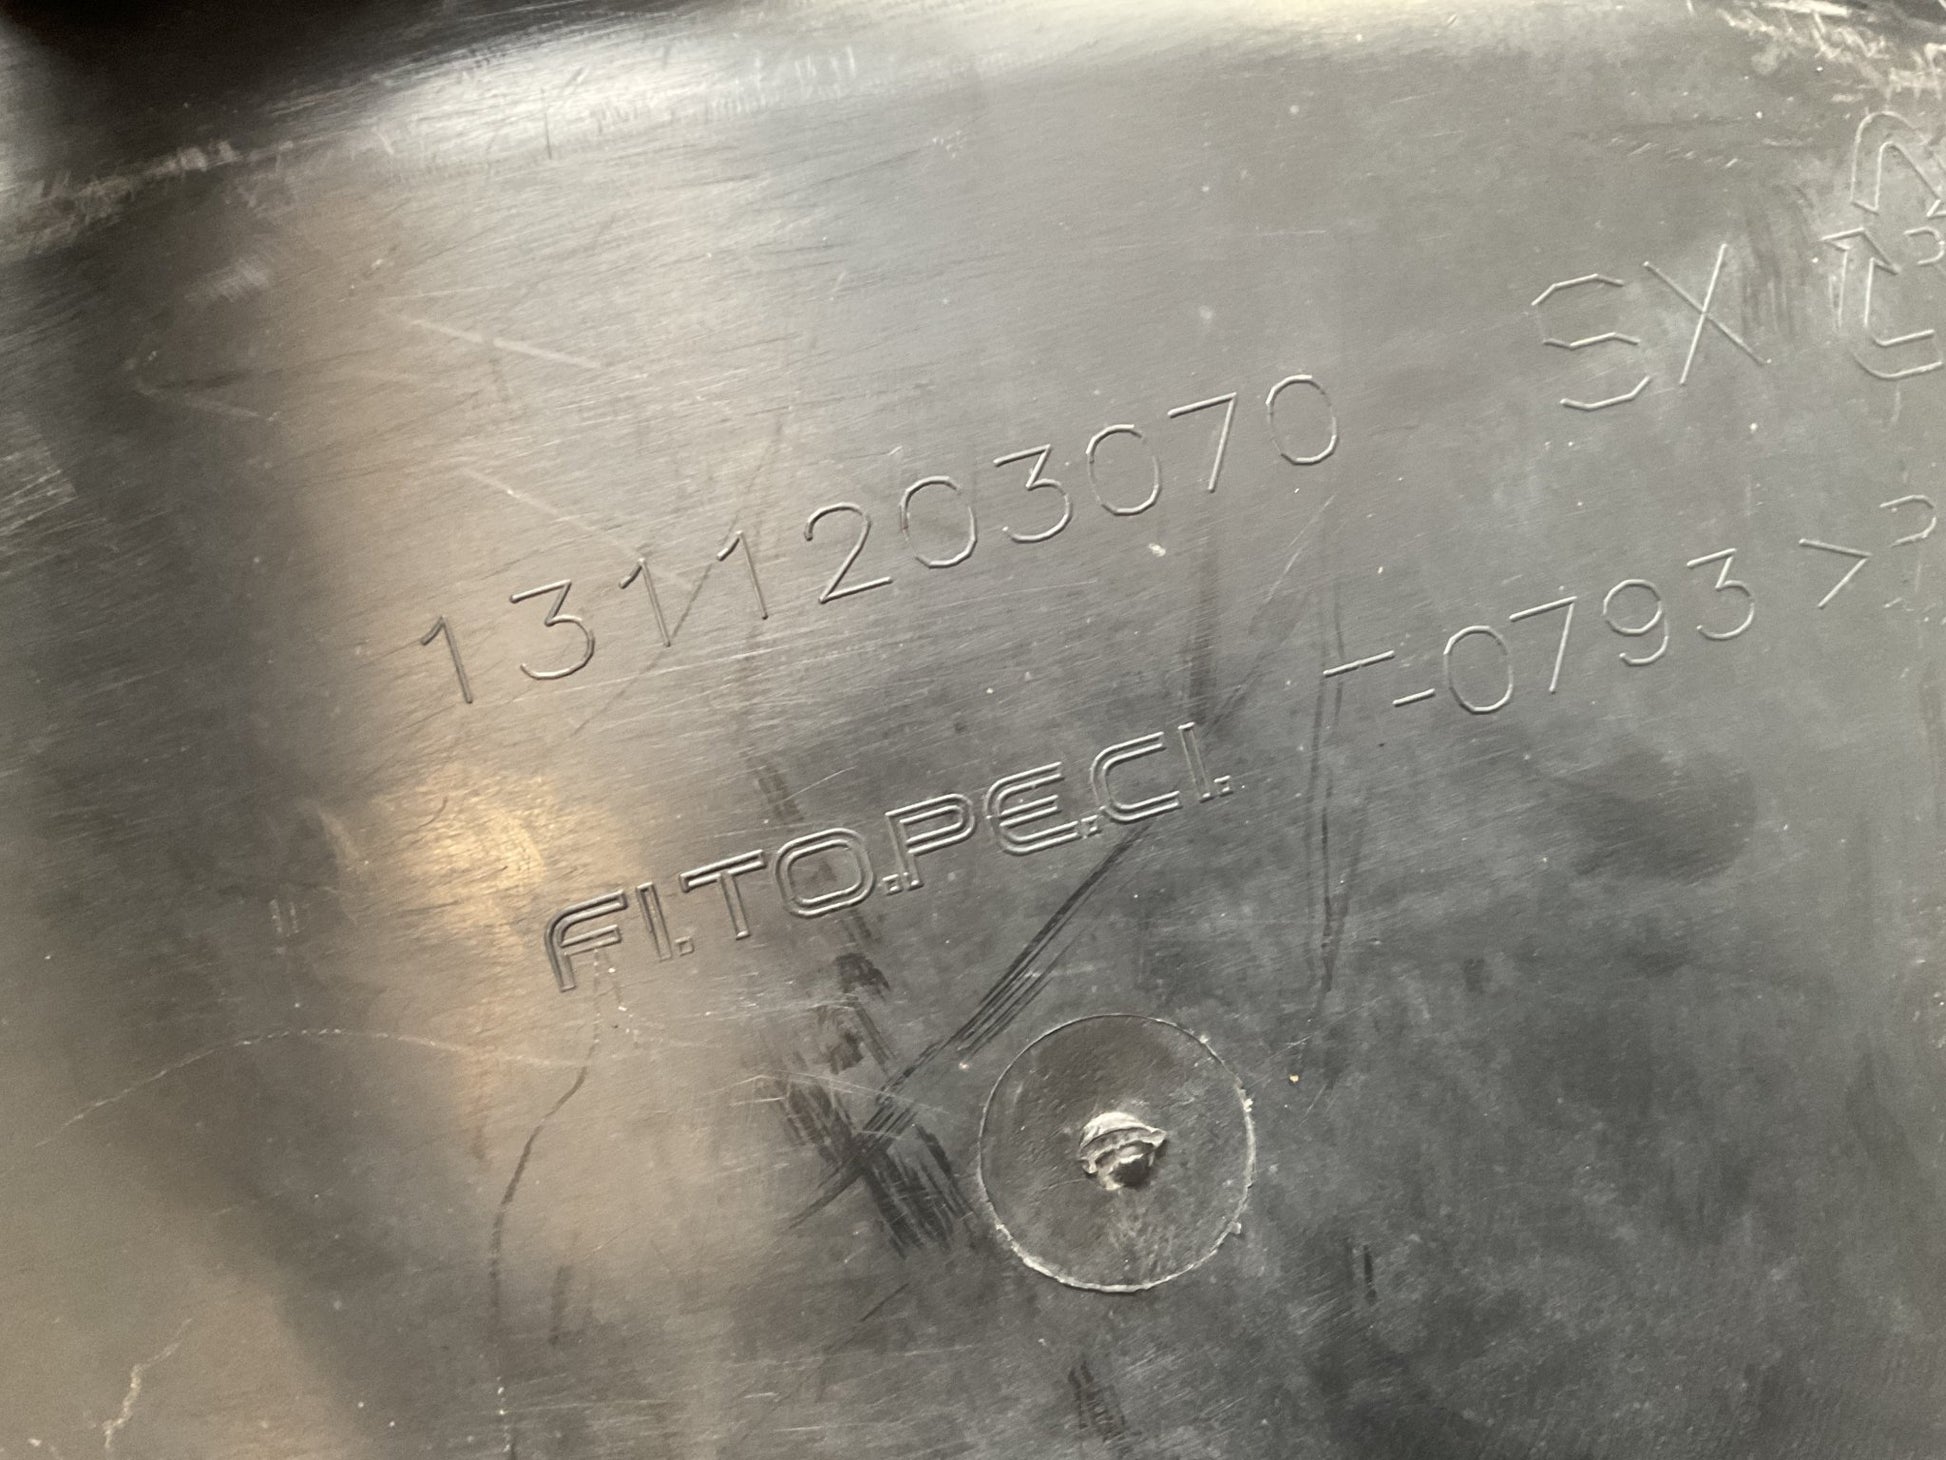 1311203070 SX
T-0793 >
FI.TO.PE.CI.